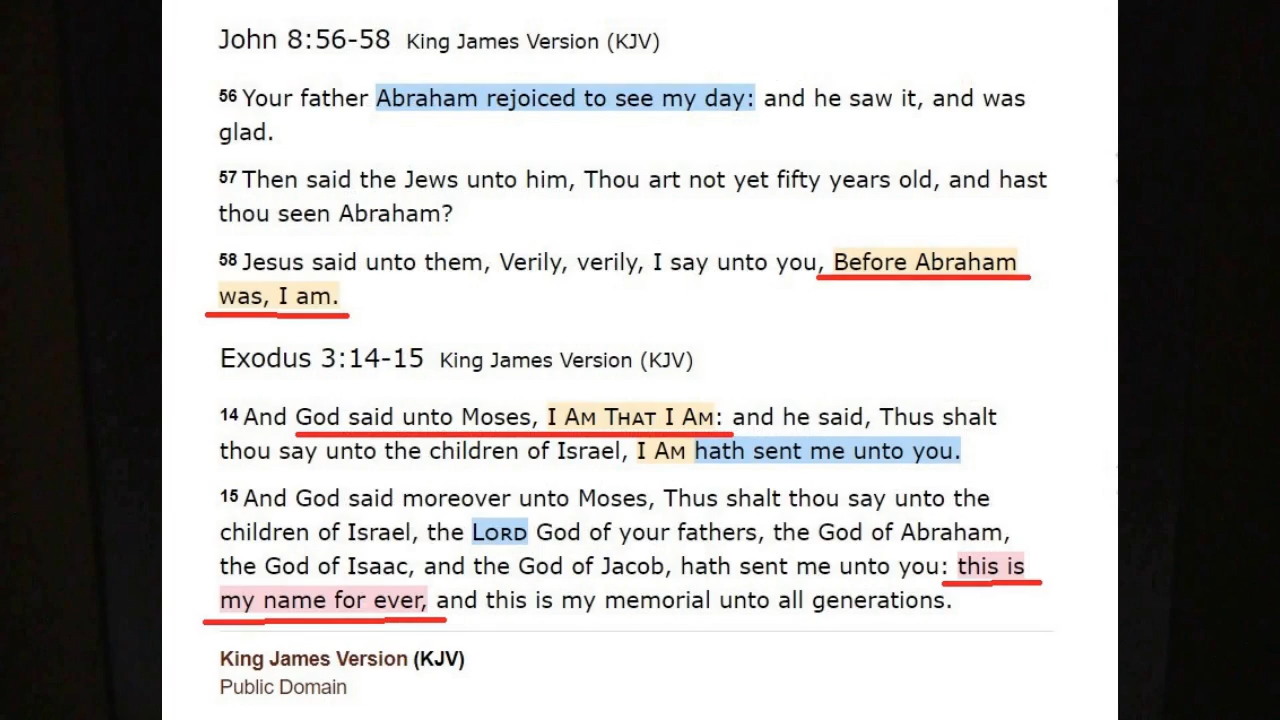 John 8:56-58 King James Version (KJV)
56 Your father Abraham rejoiced to see my day: and he saw it, and was
glad.
57 Then said the Jews unto him, Thou art not yet fifty years old, and hast
thou seen Abraham?
58 Jesus said unto them, Verily, verily, I say unto you, Before Abraham
was, I am.
Exodus 3:14-15 King James Version (KJV)
14 And God said unto Moses, I Am That I Am: and he said, Thus shalt
thou say unto the children of Israel, I Am hath sent me unto you.
15 And God said moreover unto Moses, Thus shalt thou say unto the
children of Israel, the Lord God of your fathers, the God of Abraham,
the God of Isaac, and the God of Jacob, hath sent me unto you: this is
my name for ever, and this is my memorial unto all generations.
King James Version (KJV)
Public Domain